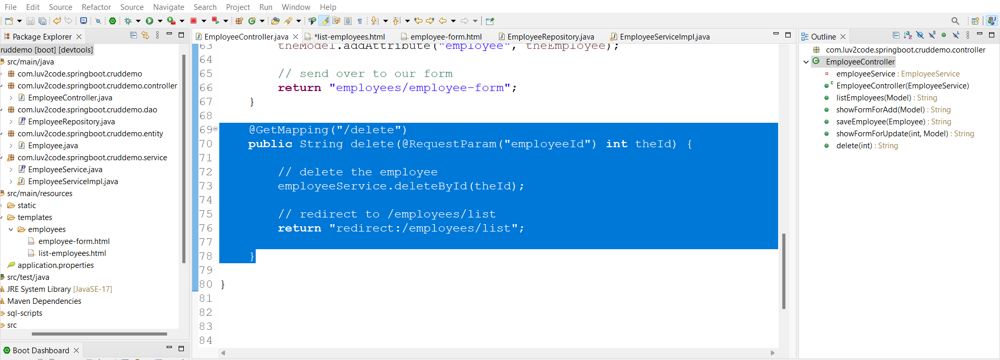 File Edit Source Refactor Source Navigate Search Project Run Window Help
Package Explorer
ruddemo [boot] [devtools]
src/main/java
com.luv2code.springboot.cruddemo
com.luv2code.springboot.cruddemo.controller
EmployeeController.java
com.luv2code.springboot.cruddemo.dao
EmployeeRepository.java
com.luv2code.springboot.cruddemo.entity
Employee.java
com.luv2code.springboot.cruddemo.service
EmployeeService.java
EmployeeServiceImpl.java
src/main/resources
static
templates
employees
employee-form.html
list-employees.html
application.properties
src/test/java
JRE System Library [JavaSE-17]
Maven Dependencies
sql-scripts
src
Boot Dashboard
EmployeeController.java *list-employees.html employee-form.html EmployeeRepository.java EmployeeServiceImpl.java
63 theModel.addAttribute("employee", theEmployee);
64
65 // send over to our form
66 return "employees/employee-form";
67 }
68
69 @GetMapping("/delete")
70 public String delete(@RequestParam("employeeId") int theId) {
71
72 // delete the employee
73 employeeService.deleteById(theId);
74
75 // redirect to /employees/list
76 return "redirect:/employees/list";
77
78 }
79
80 }
81
82
83
84
Outline
com.luv2code.springboot.cruddemo.controller
EmployeeController
employeeService : EmployeeService
EmployeeController(EmployeeService)
listEmployees(Model) : String
showFormForAdd(Model) : String
saveEmployee(Employee) : String
showFormForUpdate(int, Model) : String
delete(int) : String